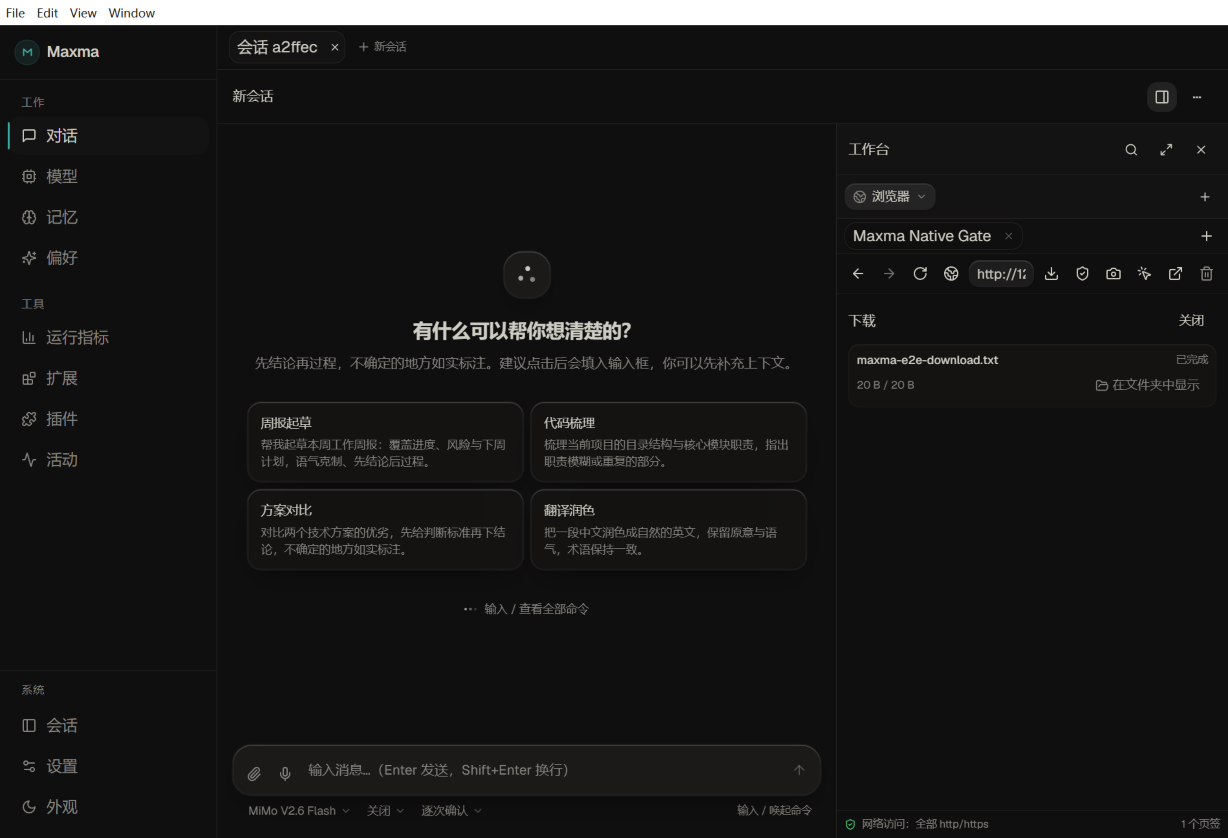 File Edit View Window
Maxma
会话 a2ffec
新会话
新会话
工作
对话
模型
记忆
偏好
工具
运行指标
扩展
插件
活动
系统
会话
设置
外观
有什么可以帮你想清楚的?
先结论再过程，不确定的地方如实标注。建议点击后会填入输入框，你可以先补充上下文。
周报起草
帮我起草本周工作周报：覆盖进度、风险与下周
计划，语气克制、先结论后过程。
代码梳理
梳理当前项目的目录结构与核心模块职责，指出
职责模糊或重复的部分。
方案对比
对比两个技术方案的优劣，先给判断标准再下结
论，不确定的地方如实标注。
翻译润色
把一段中文润色成自然的英文，保留原意与语
气，术语保持一致。
输入 / 查看全部命令
输入消息...（Enter 发送，Shift+Enter 换行）
MiMo V2.6 Flash 关闭 逐次确认 输入 / 唤起命令
工作台
浏览器
Maxma Native Gate
http://12
下载 关闭
maxma-e2e-download.txt 已完成
20 B / 20 B 在文件夹中显示
网络访问：全部 http/https 1 个页签